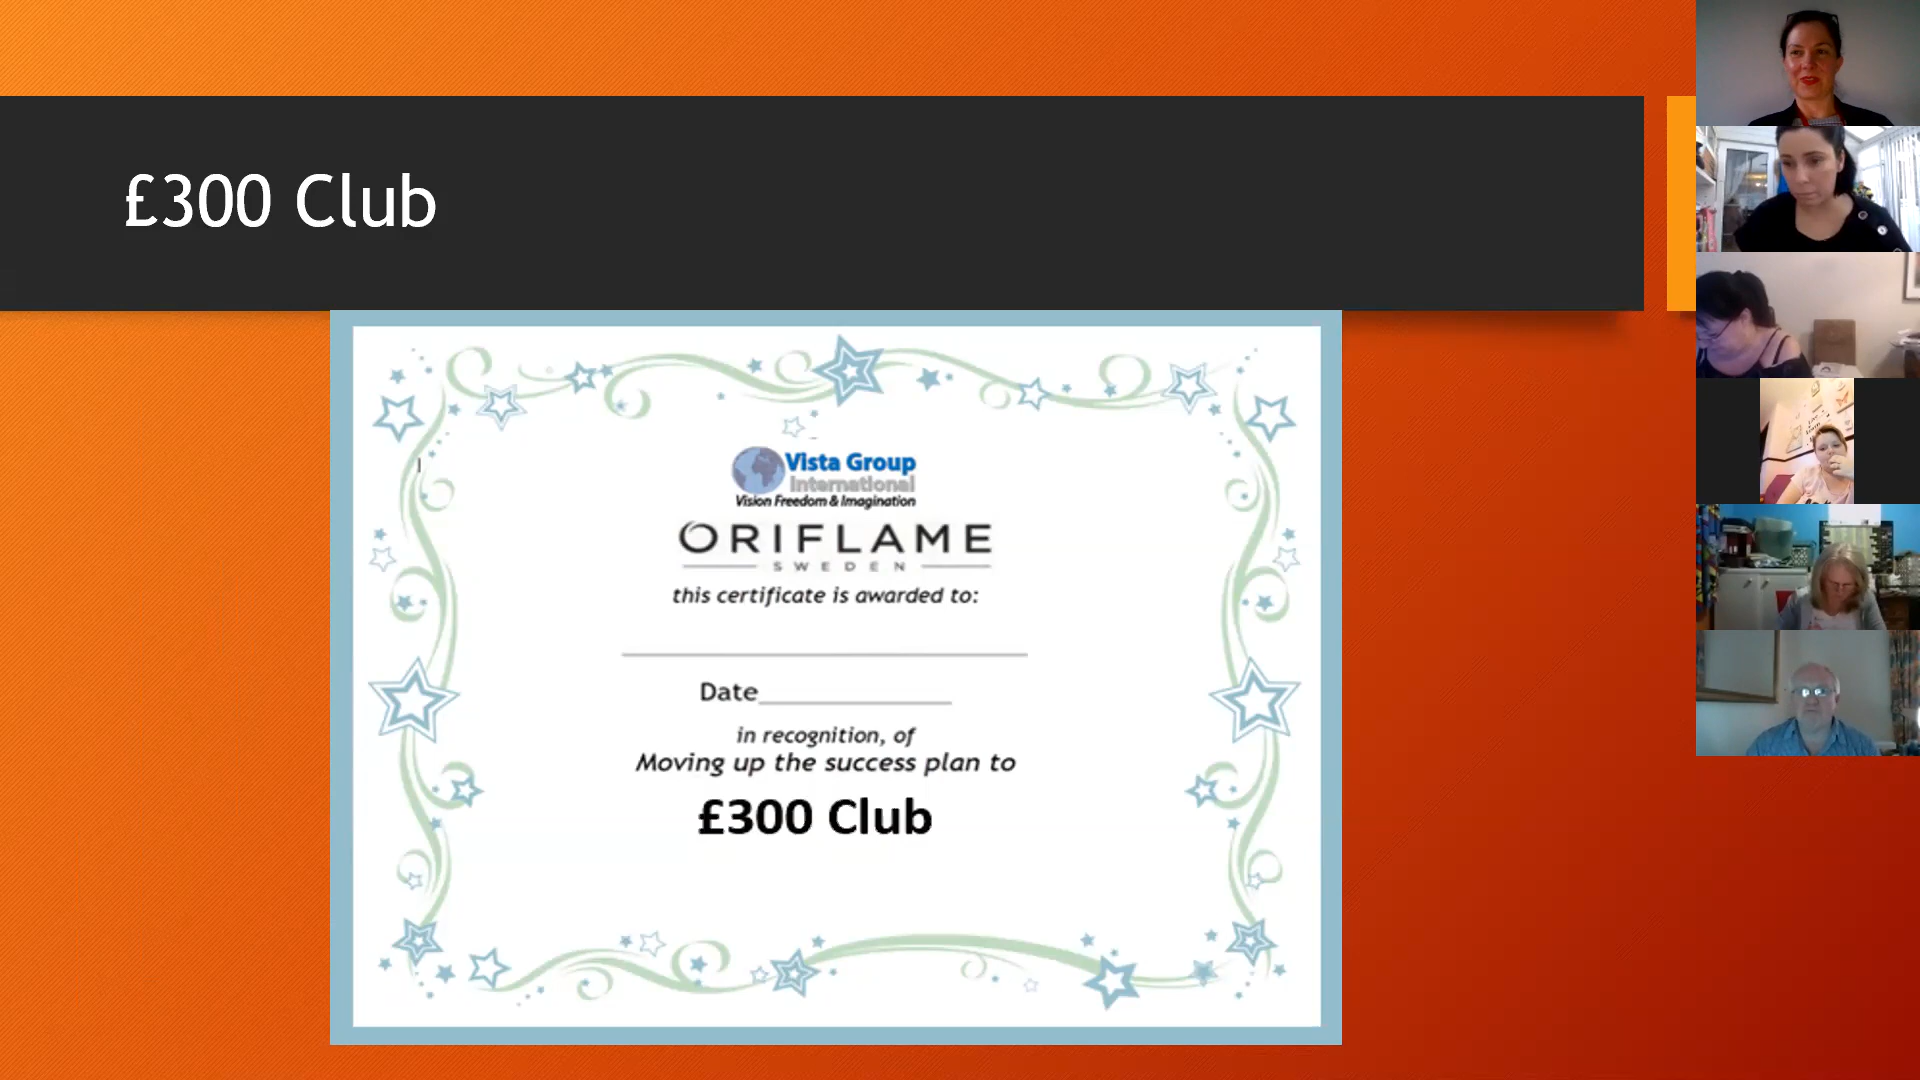 £300 Club
Vista Group
International
Vision Freedom & Imagination
ORIFLAME
SWEDEN
this certificate is awarded to:
Date
in recognition, of
Moving up the success plan to
£300 Club